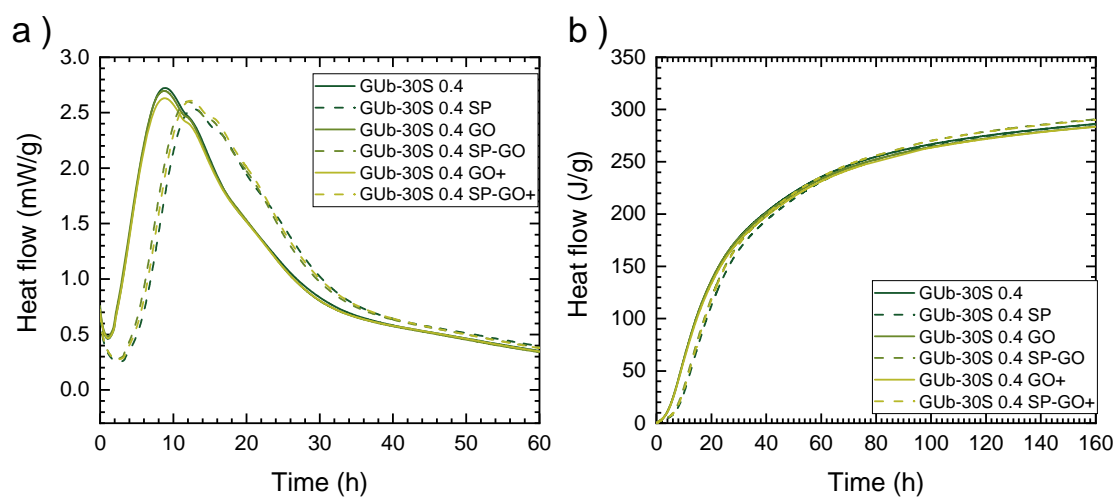 a )
3.0
2.5
2.0
1.5
1.0
0.5
0.0
Heat flow (mW/g)
GUb-30S 0.4
GUb-30S 0.4 SP
GUb-30S 0.4 GO
GUb-30S 0.4 SP-GO
GUb-30S 0.4 GO+
GUb-30S 0.4 SP-GO+
0 10 20 30 40 50 60
Time (h)
b )
350
300
250
200
150
100
50
0
Heat flow (J/g)
GUb-30S 0.4
GUb-30S 0.4 SP
GUb-30S 0.4 GO
GUb-30S 0.4 SP-GO
GUb-30S 0.4 GO+
GUb-30S 0.4 SP-GO+
0 20 40 60 80 100 120 140 160
Time (h)